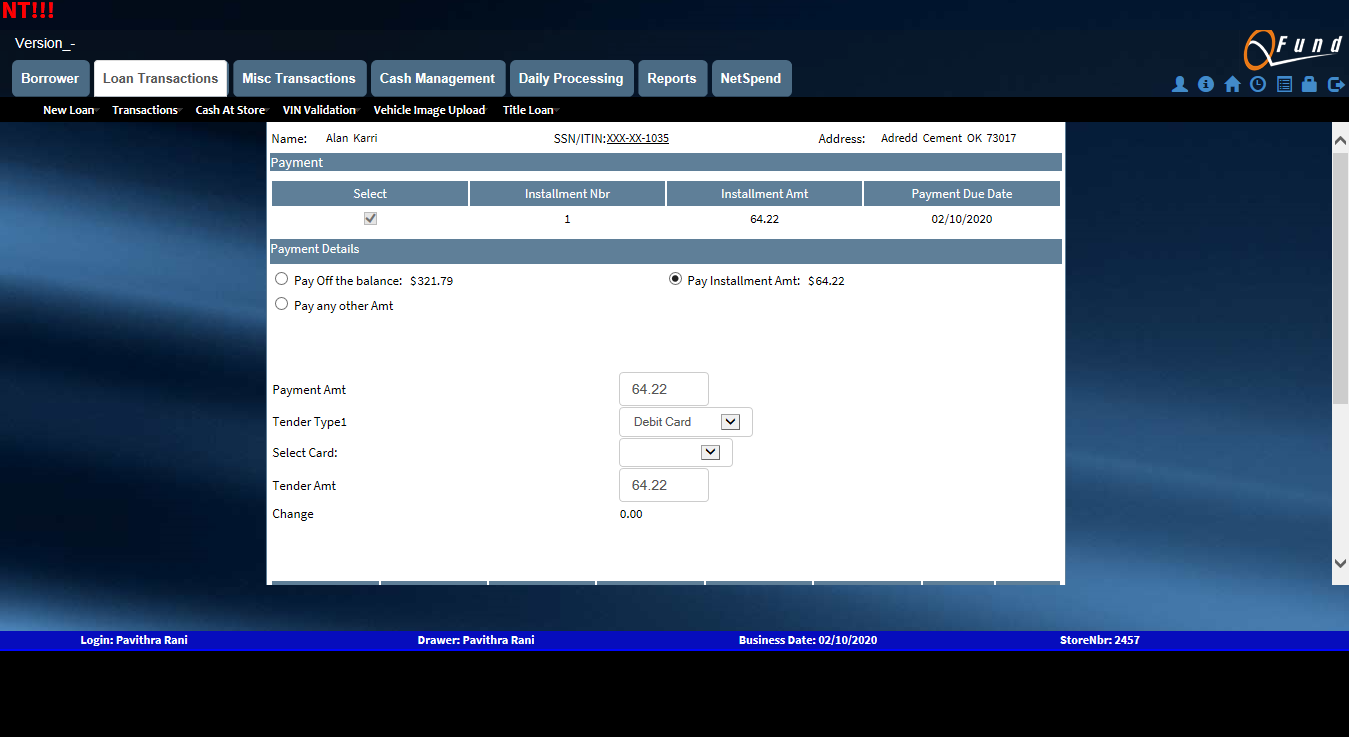 NT!!!
Version_-
QFund
Borrower Loan Transactions Misc Transactions Cash Management Daily Processing Reports NetSpend
New Loan Transactions Cash At Store VIN Validation Vehicle Image Upload Title Loan
Name: Alan Karri SSN/ITIN:XXX-XX-1035 Address: Adredd Cement OK 73017
Payment
Select Installment Nbr Installment Amt Payment Due Date
1 64.22 02/10/2020
Payment Details
Pay Off the balance: $321.79 Pay Installment Amt: $64.22
Pay any other Amt
Payment Amt 64.22
Tender Type1 Debit Card
Select Card:
Tender Amt 64.22
Change 0.00
Login: Pavithra Rani Drawer: Pavithra Rani Business Date: 02/10/2020 StoreNbr: 2457